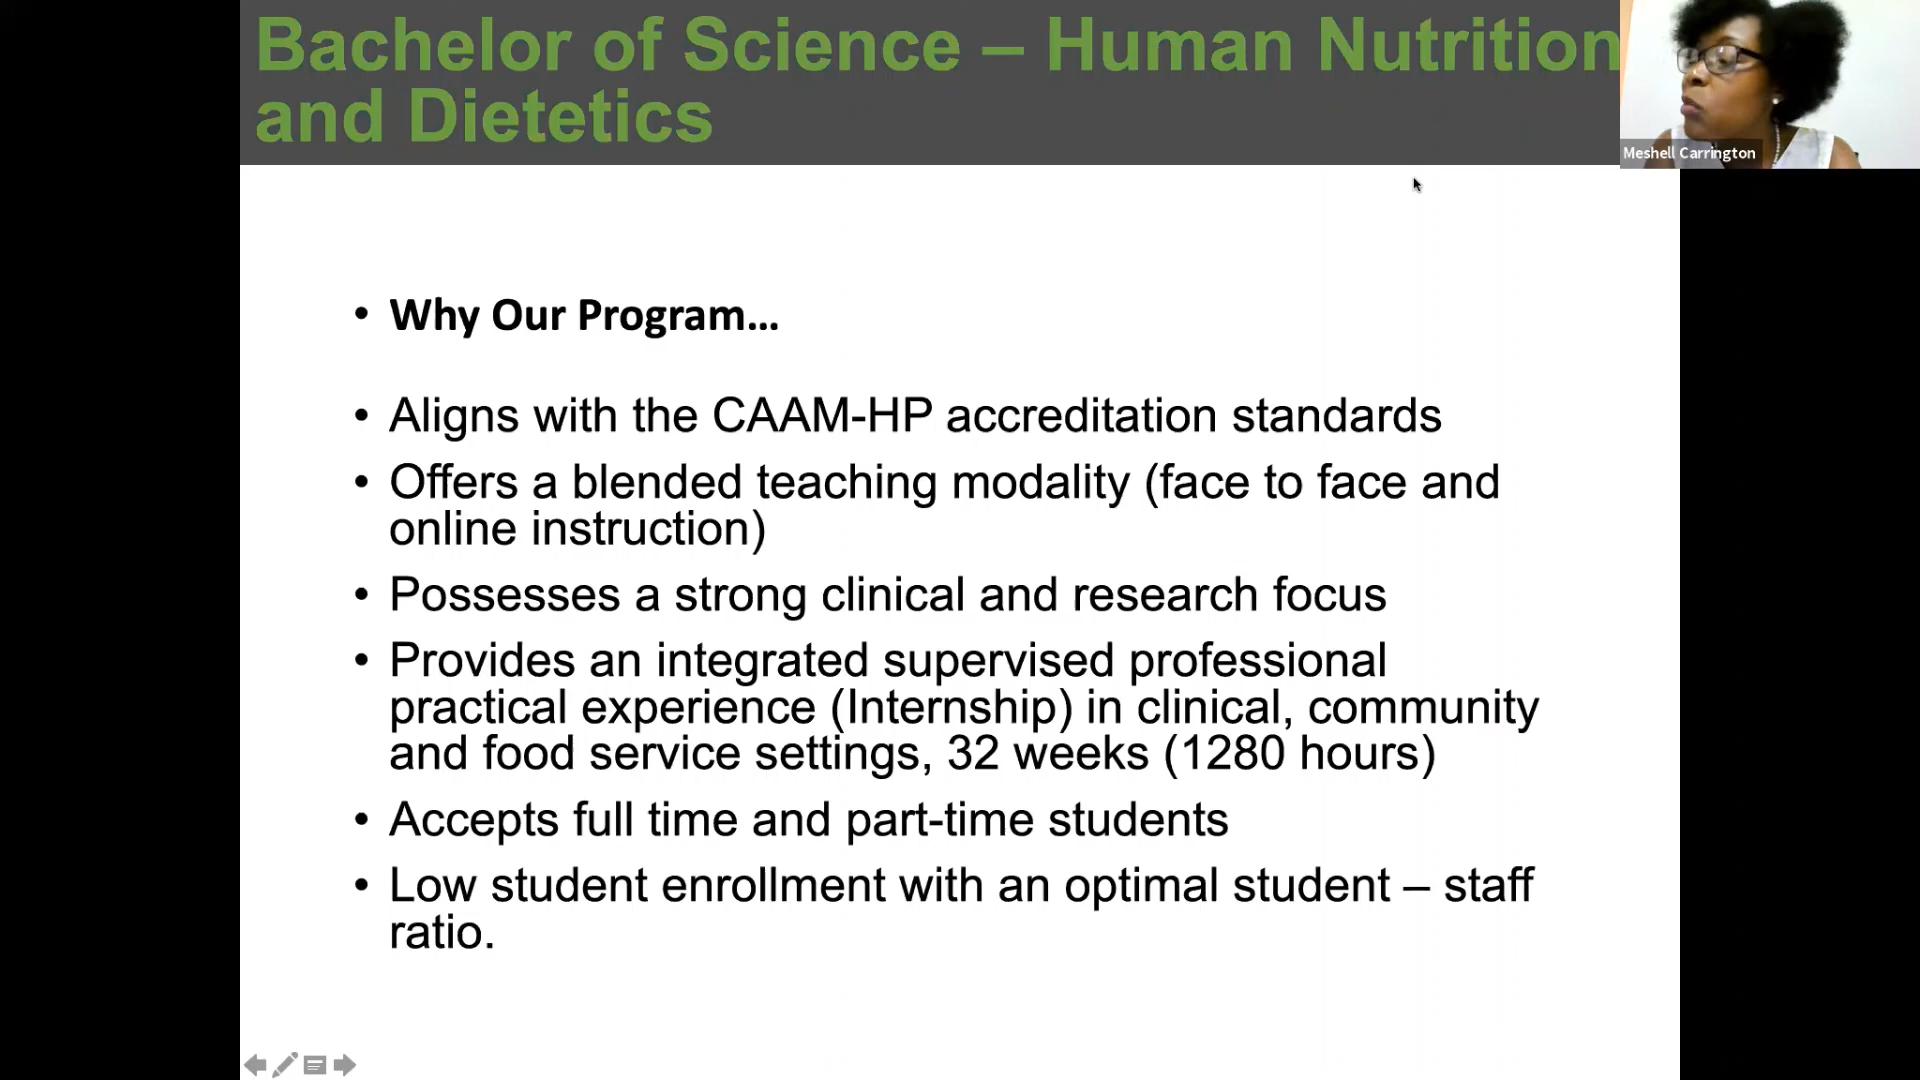 Bachelor of Science – Human Nutrition
and Dietetics
Meshell Carrington
• Why Our Program...
• Aligns with the CAAM-HP accreditation standards
• Offers a blended teaching modality (face to face and
online instruction)
• Possesses a strong clinical and research focus
• Provides an integrated supervised professional
practical experience (Internship) in clinical, community
and food service settings, 32 weeks (1280 hours)
• Accepts full time and part-time students
• Low student enrollment with an optimal student – staff
ratio.